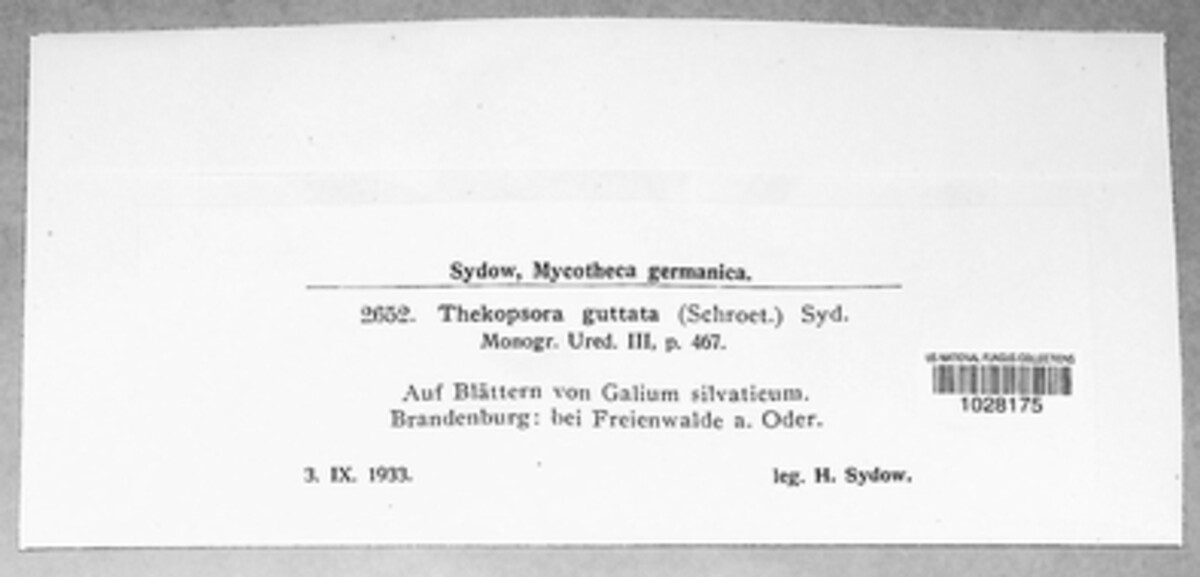 Sydow, Mycotheca germanica.
2652. Thekopsora guttata (Schroet.) Syd.
Monogr. Ured. III, p. 467.
US NATIONAL FUNGUS COLLECTIONS
1028175
Auf Blättern von Galium silvaticum.
Brandenburg: bei Freienwalde a. Oder.
3. IX. 1933.
leg. H. Sydow.